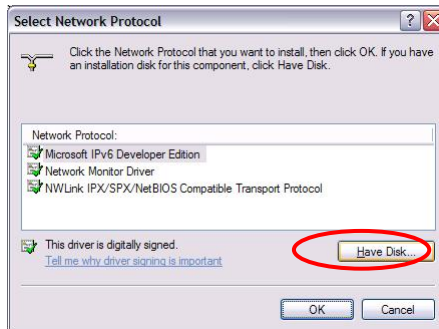 Select Network Protocol
Click the Network Protocol that you want to install, then click OK. If you have
an installation disk for this component, click Have Disk.
Network Protocol:
Microsoft IPv6 Developer Edition
Network Monitor Driver
NWLink IPX/SPX/NetBIOS Compatible Transport Protocol
This driver is digitally signed.
Tell me why driver signing is important
Have Disk...
OK
Cancel